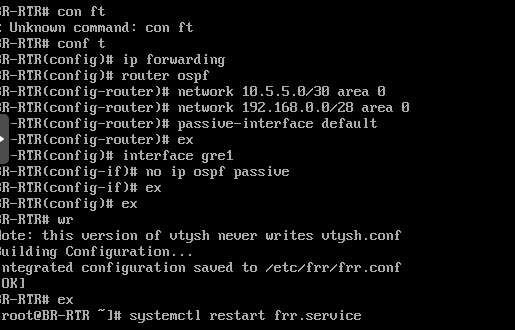 BR-RTR# con ft
% Unknown command: con ft
BR-RTR# conf t
BR-RTR(config)# ip forwarding
BR-RTR(config)# router ospf
BR-RTR(config-router)# network 10.5.5.0/30 area 0
BR-RTR(config-router)# network 192.168.0.0/28 area 0
-RTR(config-router)# passive-interface default
-RTR(config-router)# ex
-RTR(config)# interface gre1
-RTR(config-if)# no ip ospf passive
BR-RTR(config-if)# ex
BR-RTR(config)# ex
BR-RTR# wr
Note: this version of vtysh never writes vtysh.conf
Building Configuration...
Integrated configuration saved to /etc/frr/frr.conf
[OK]
BR-RTR# ex
[root@BR-RTR ~]# systemctl restart frr.service